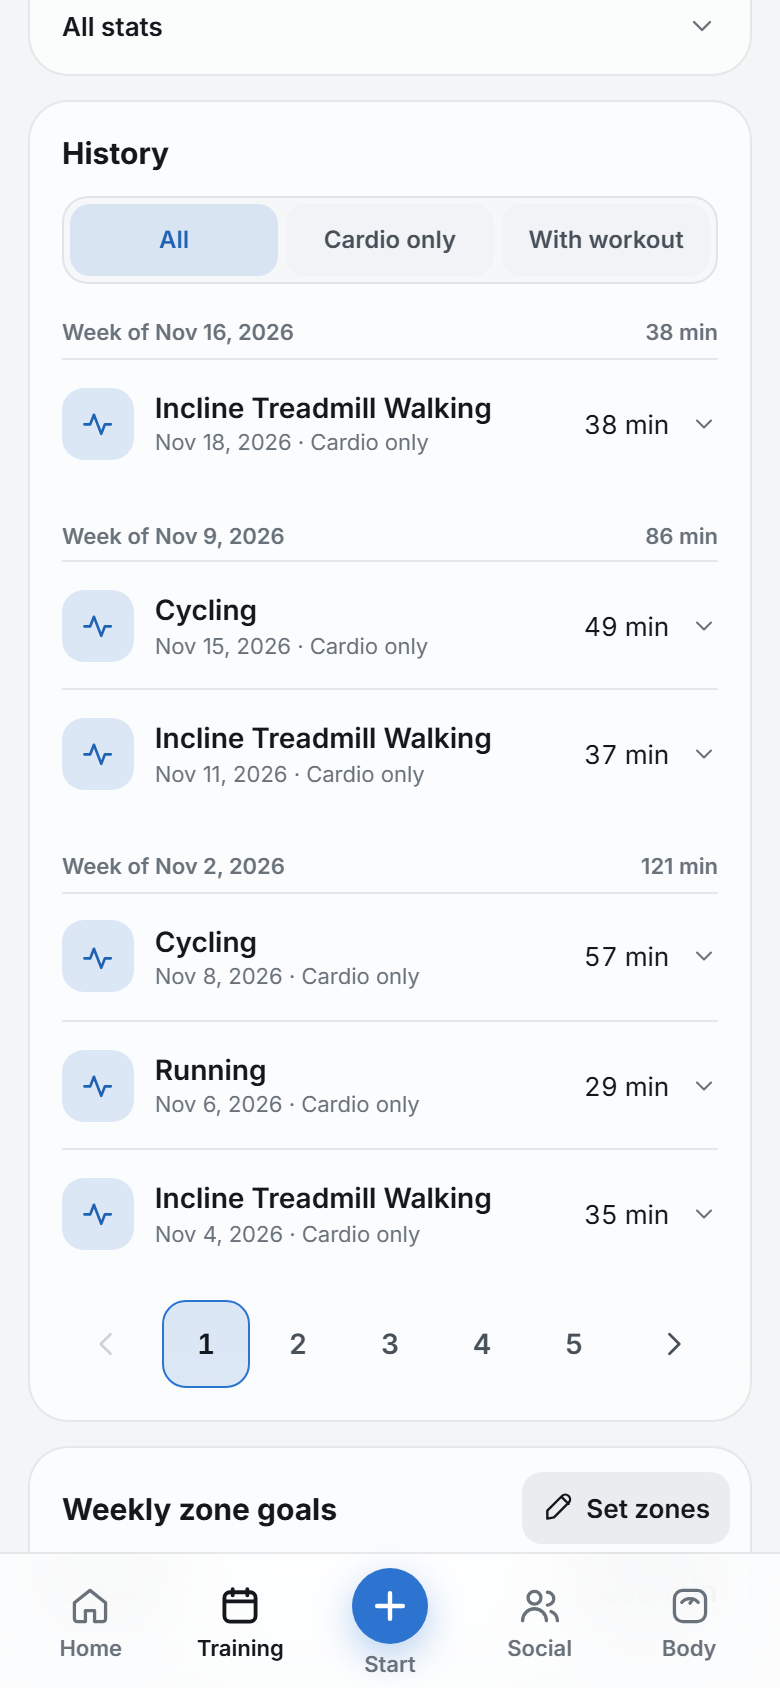 All stats
History
All
Cardio only
With workout
Week of Nov 16, 2026
38 min
Incline Treadmill Walking
Nov 18, 2026 · Cardio only
38 min
Week of Nov 9, 2026
86 min
Cycling
Nov 15, 2026 · Cardio only
49 min
Incline Treadmill Walking
Nov 11, 2026 · Cardio only
37 min
Week of Nov 2, 2026
121 min
Cycling
Nov 8, 2026 · Cardio only
57 min
Running
Nov 6, 2026 · Cardio only
29 min
Incline Treadmill Walking
Nov 4, 2026 · Cardio only
35 min
1 2 3 4 5
Weekly zone goals
Set zones
Home
Training
Start
Social
Body